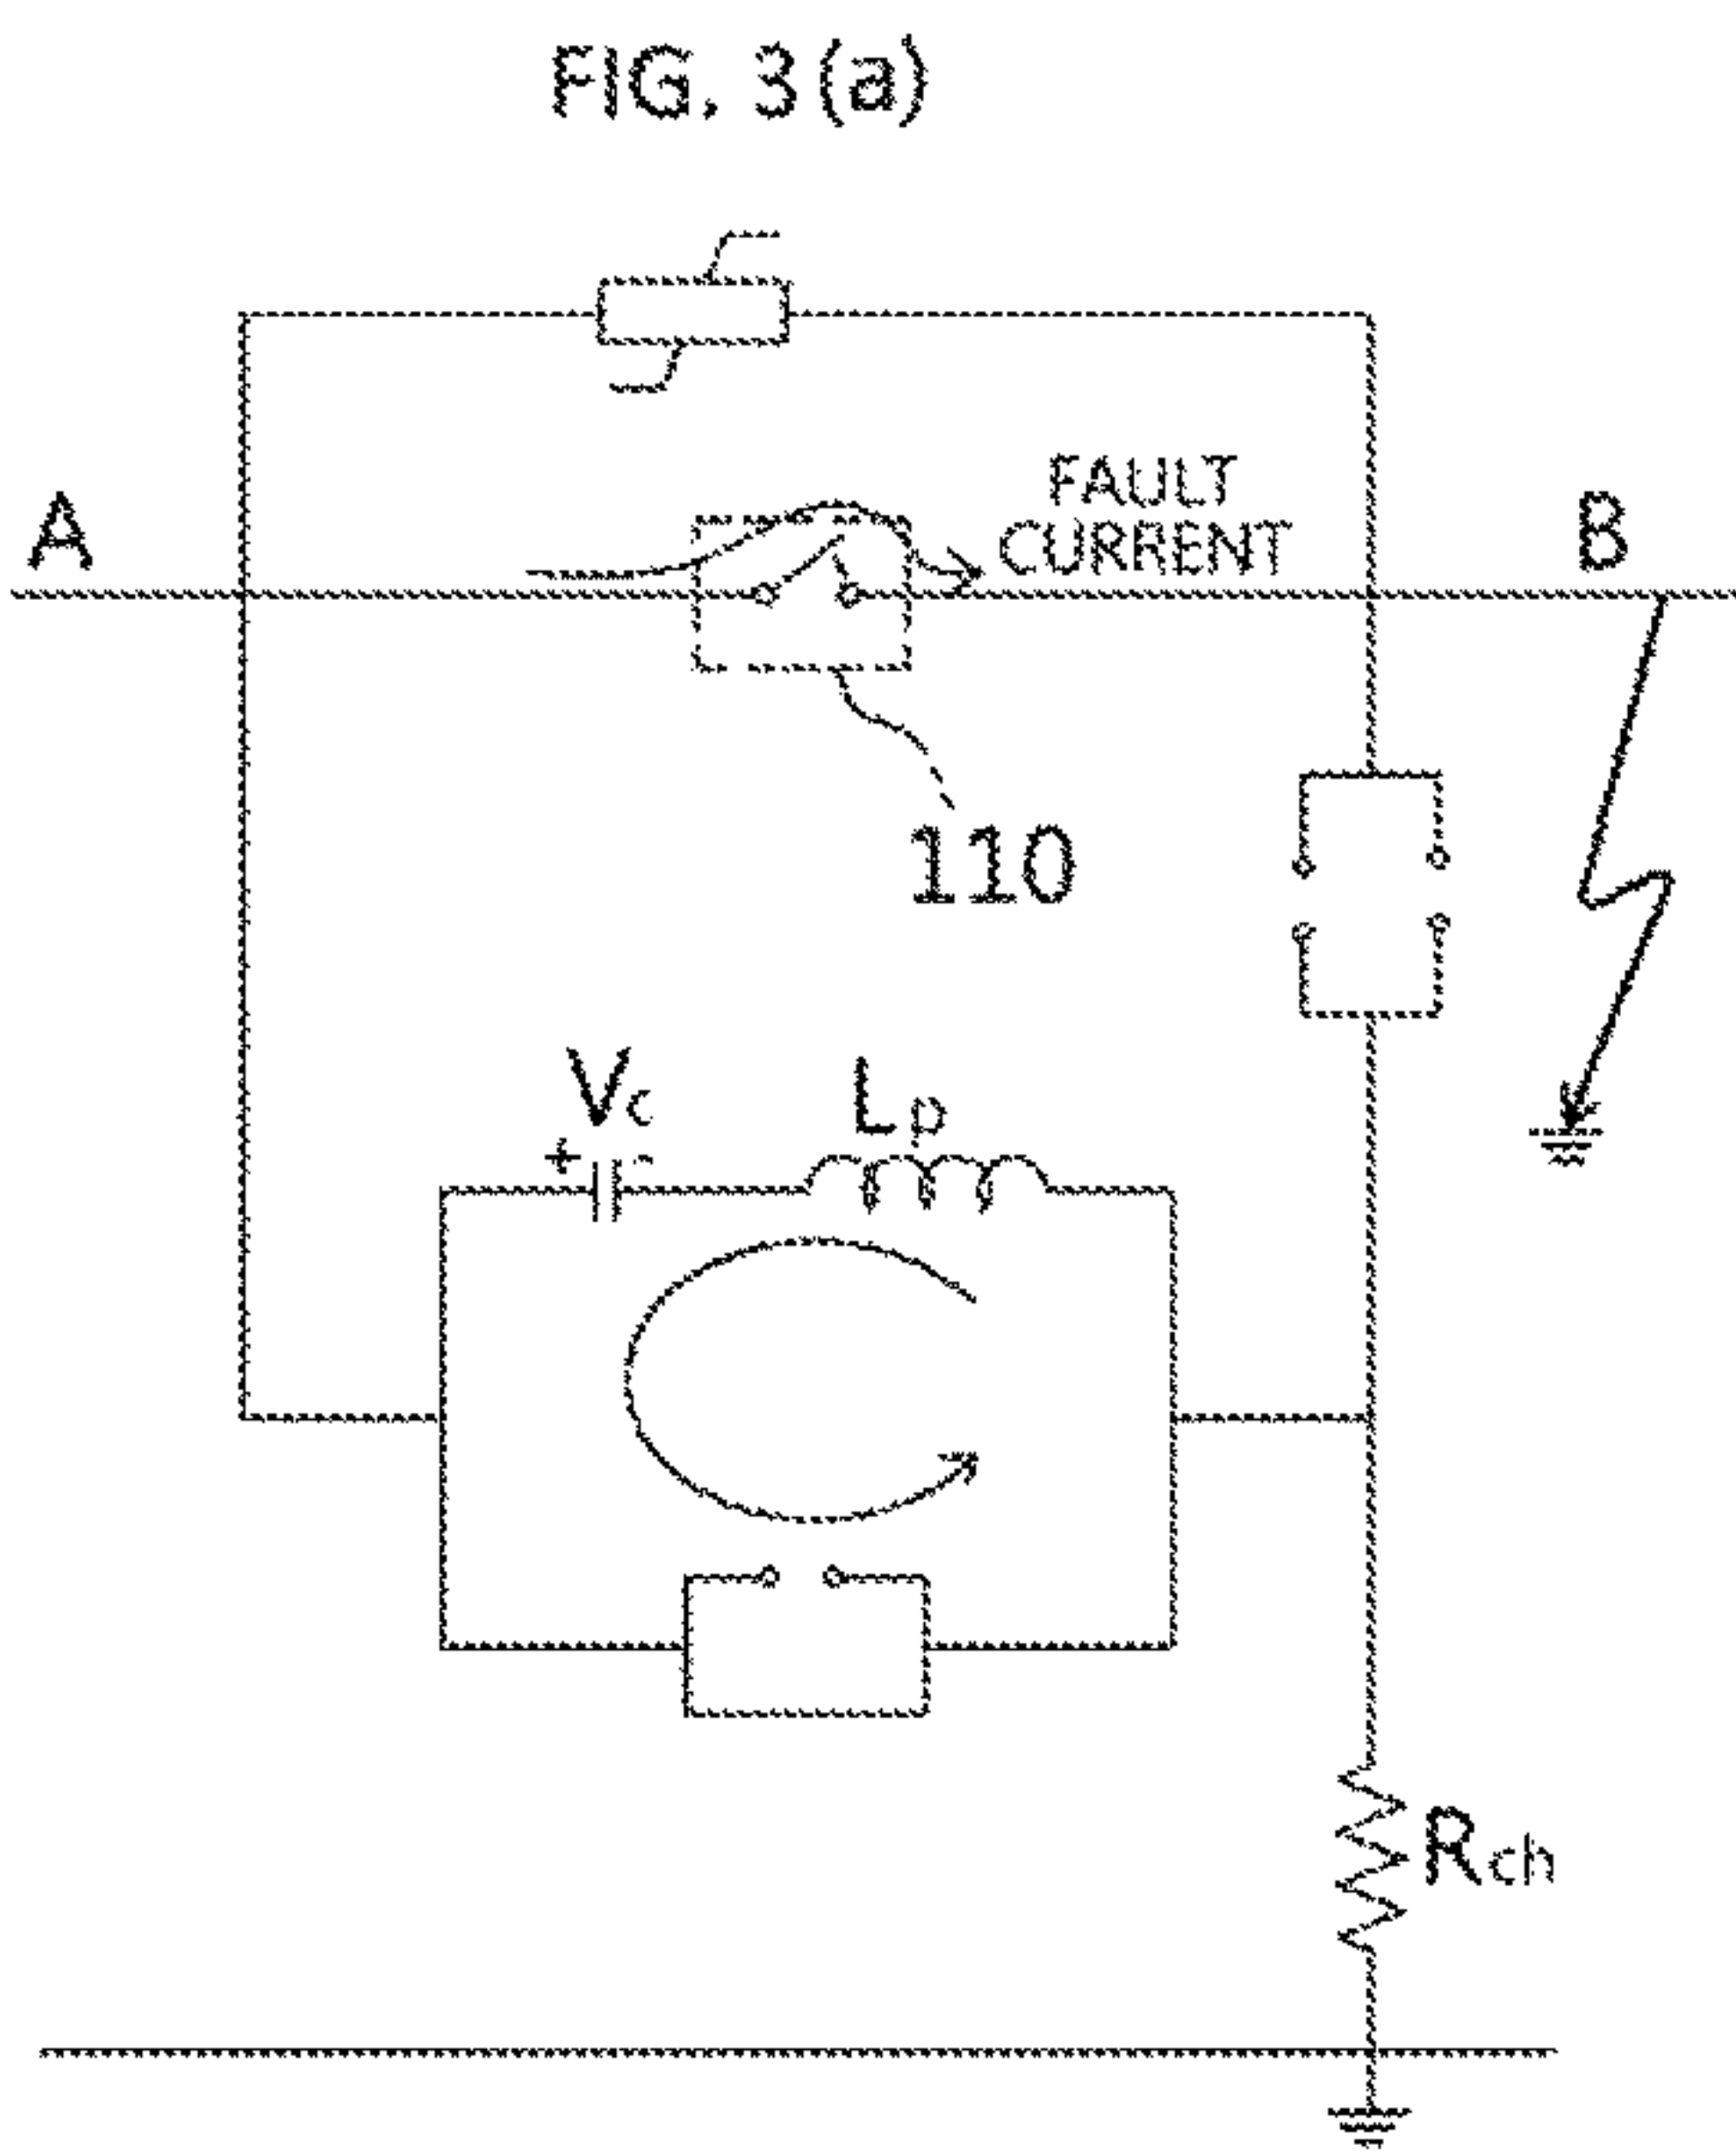 FIG. 3(a)
FAULT
CURRENT
A
B
110
Vc
Lp
+ -
Rch